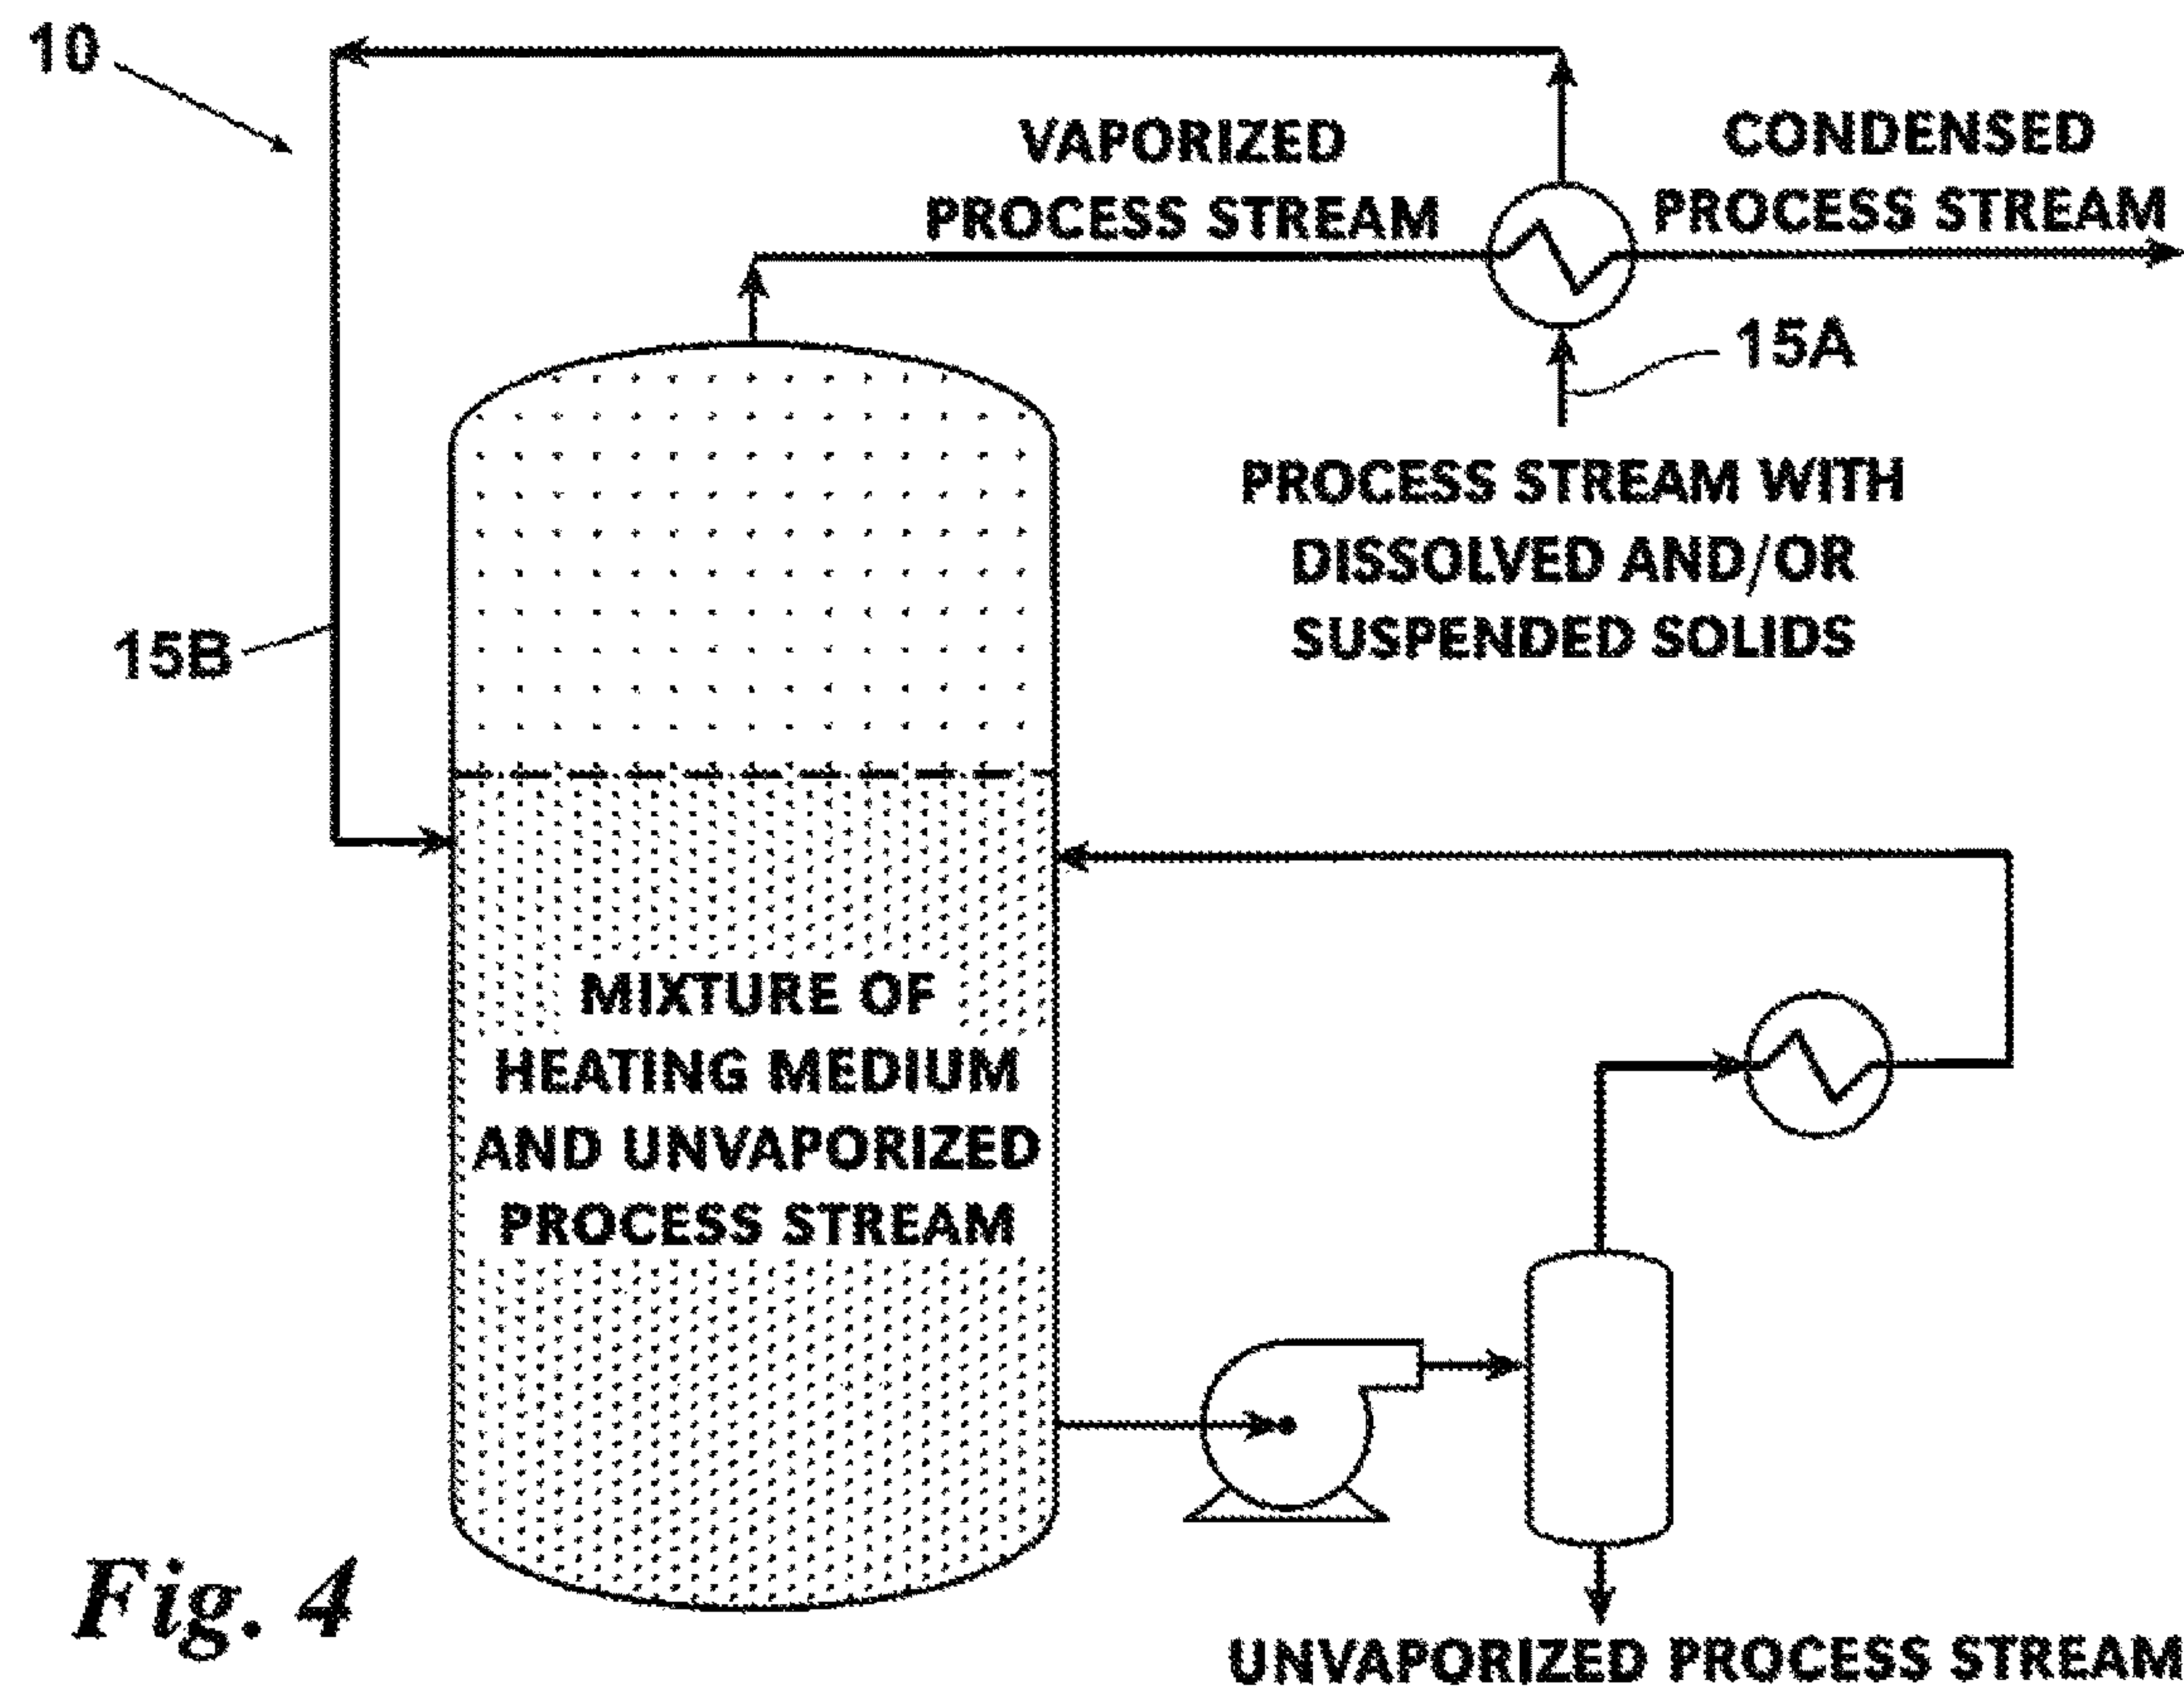 10
VAPORIZED
PROCESS STREAM
CONDENSED
PROCESS STREAM
15A
PROCESS STREAM WITH
DISSOLVED AND/OR
SUSPENDED SOLIDS
15B
MIXTURE OF
HEATING MEDIUM
AND UNVAPORIZED
PROCESS STREAM
Fig. 4
UNVAPORIZED PROCESS STREAM